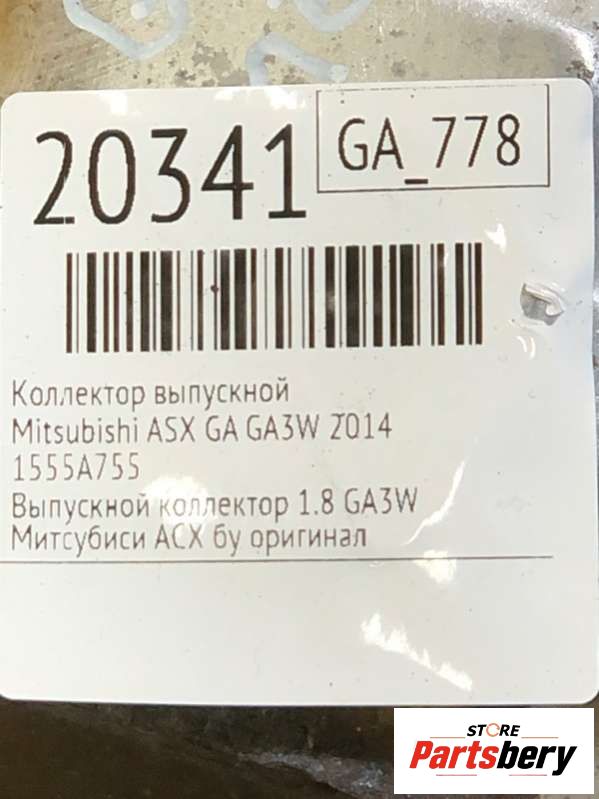 20341
GA_778
Коллектор выпускной
Mitsubishi ASX GA GA3W 2014
1555A755
Выпускной коллектор 1.8 GA3W
Митсубиси АСХ бу оригинал
STORE
Partsbery